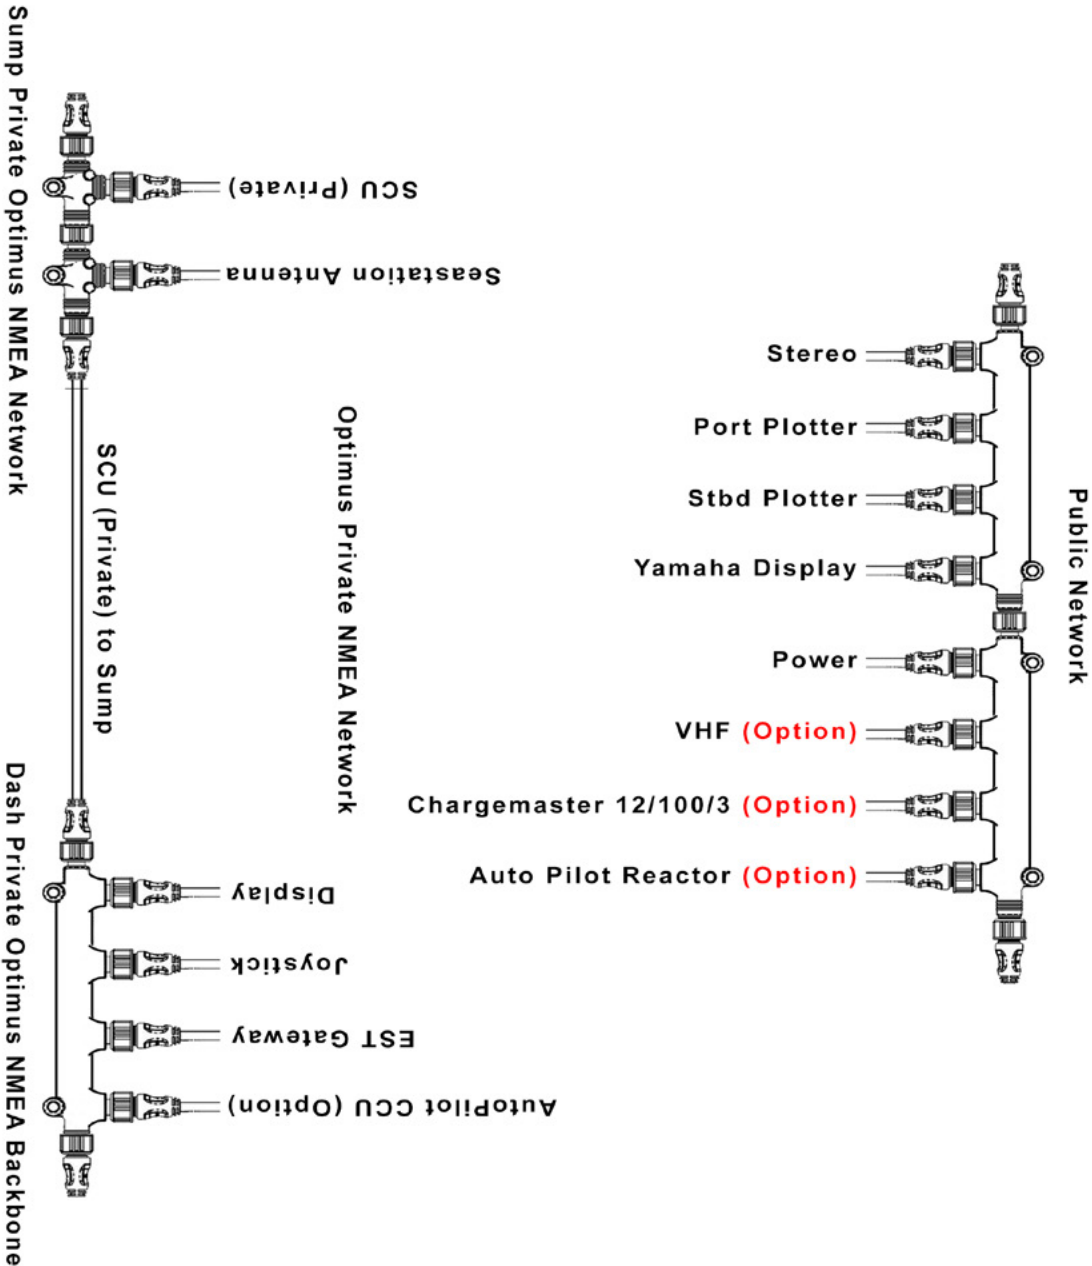 Sump Private Optimus NMEA Network
SCU (Private)
Seastation Antenna
SCU (Private) to Sump
Optimus Private NMEA Network
Dash Private Optimus NMEA Backbone
Display
Joystick
EST Gateway
AutoPilot CCU (Option)
Public Network
Stereo
Port Plotter
Stbd Plotter
Yamaha Display
Power
VHF (Option)
Chargemaster 12/100/3 (Option)
Auto Pilot Reactor (Option)